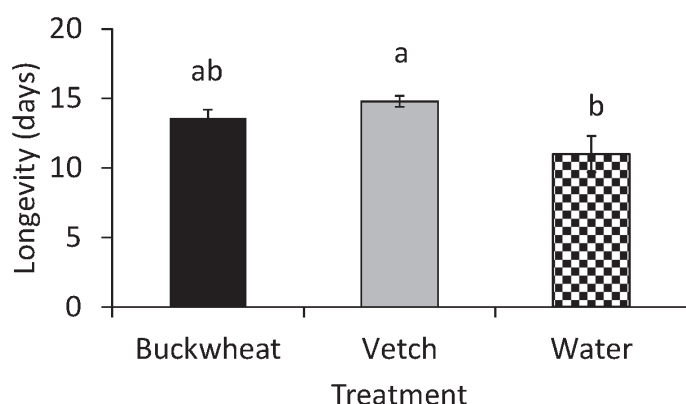 20
ab
a
b
15
10
5
0
Longevity (days)
Buckwheat Vetch Water
Treatment